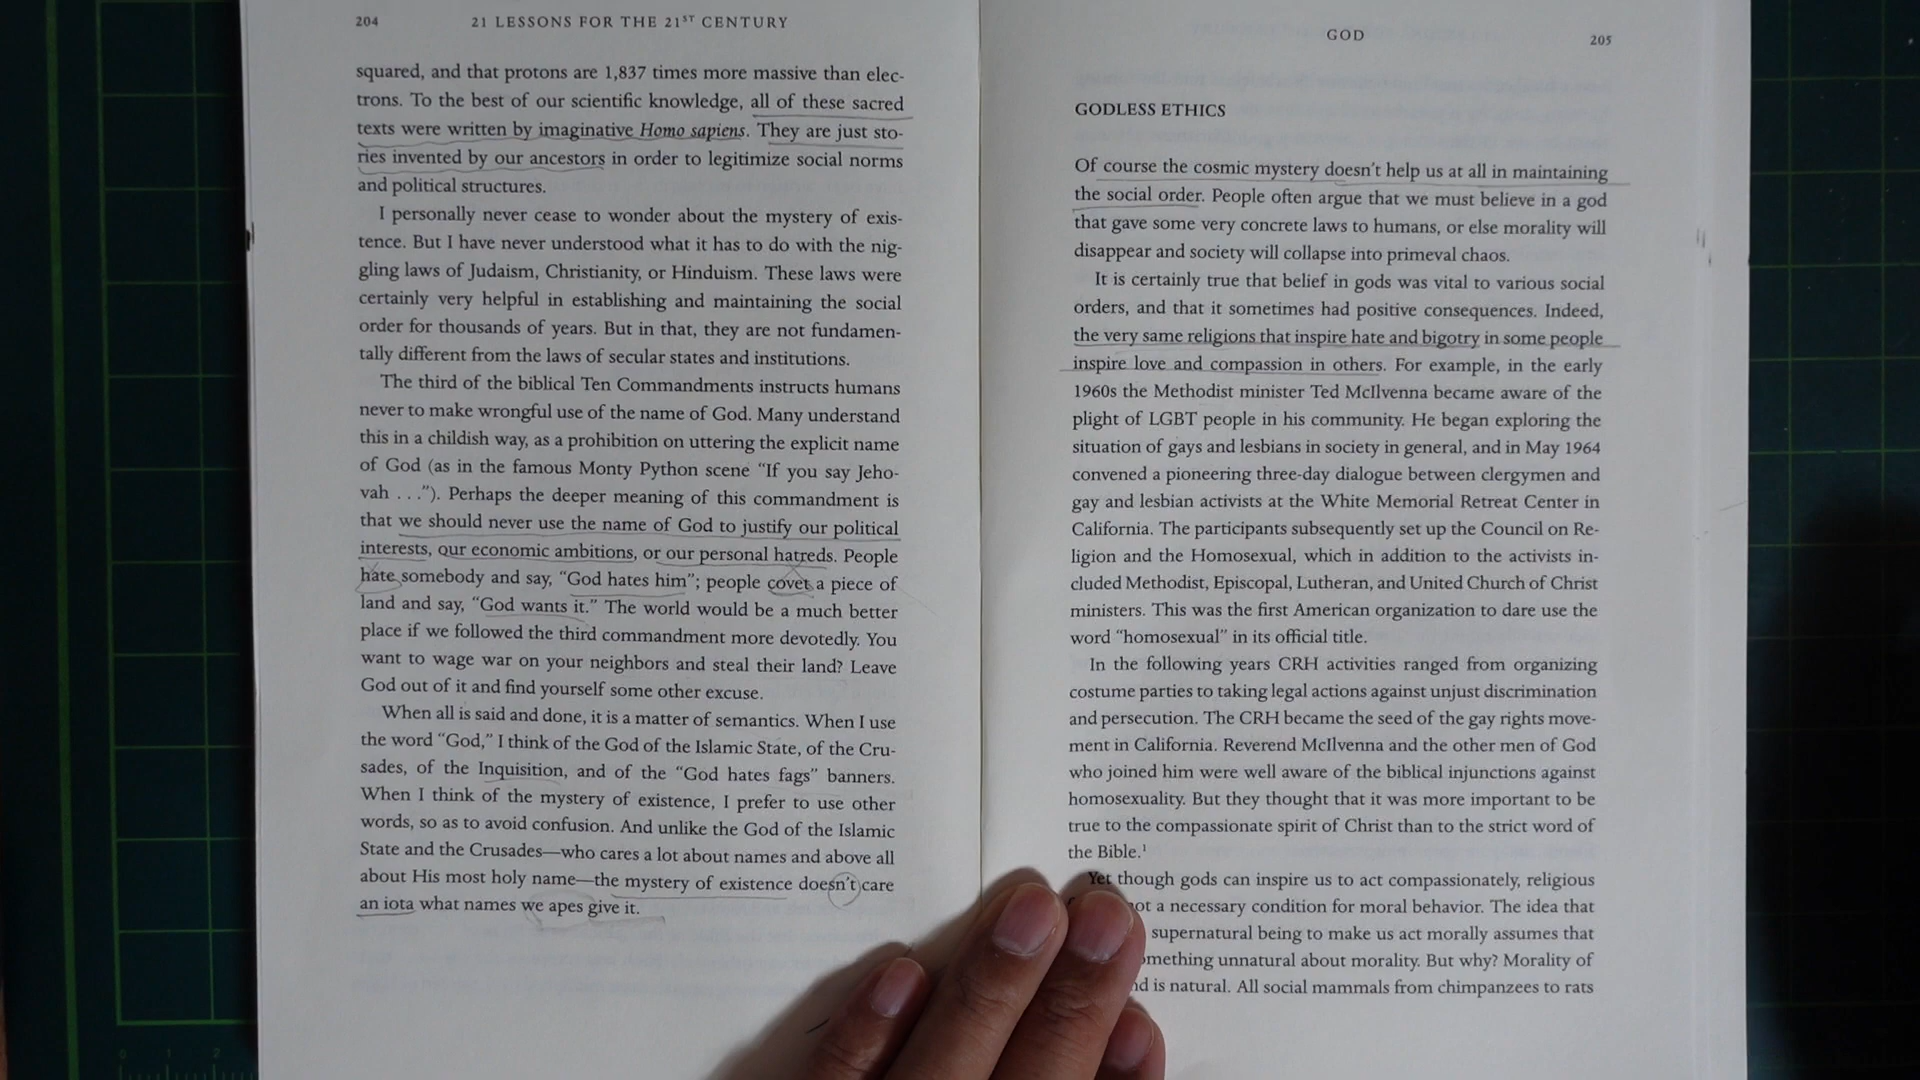 204
21 LESSONS FOR THE 21ST CENTURY
squared, and that protons are 1,837 times more massive than elec-
trons. To the best of our scientific knowledge, all of these sacred
texts were written by imaginative Homo sapiens. They are just sto-
ries invented by our ancestors in order to legitimize social norms
and political structures.
I personally never cease to wonder about the mystery of exis-
tence. But I have never understood what it has to do with the nig-
gling laws of Judaism, Christianity, or Hinduism. These laws were
certainly very helpful in establishing and maintaining the social
order for thousands of years. But in that, they are not fundamen-
tally different from the laws of secular states and institutions.
The third of the biblical Ten Commandments instructs humans
never to make wrongful use of the name of God. Many understand
this in a childish way, as a prohibition on uttering the explicit name
of God (as in the famous Monty Python scene “If you say Jeho-
vah . . .”). Perhaps the deeper meaning of this commandment is
that we should never use the name of God to justify our political
interests, our economic ambitions, or our personal hatreds. People
hate somebody and say, “God hates him”; people covet a piece of
land and say, “God wants it.” The world would be a much better
place if we followed the third commandment more devotedly. You
want to wage war on your neighbors and steal their land? Leave
God out of it and find yourself some other excuse.
When all is said and done, it is a matter of semantics. When I use
the word “God,” I think of the God of the Islamic State, of the Cru-
sades, of the Inquisition, and of the “God hates fags” banners.
When I think of the mystery of existence, I prefer to use other
words, so as to avoid confusion. And unlike the God of the Islamic
State and the Crusades—who cares a lot about names and above all
about His most holy name—the mystery of existence doesn’t care
an iota what names we apes give it.
GOD
205
GODLESS ETHICS
Of course the cosmic mystery doesn’t help us at all in maintaining
the social order. People often argue that we must believe in a god
that gave some very concrete laws to humans, or else morality will
disappear and society will collapse into primeval chaos.
It is certainly true that belief in gods was vital to various social
orders, and that it sometimes had positive consequences. Indeed,
the very same religions that inspire hate and bigotry in some people
inspire love and compassion in others. For example, in the early
1960s the Methodist minister Ted McIlvenna became aware of the
plight of LGBT people in his community. He began exploring the
situation of gays and lesbians in society in general, and in May 1964
convened a pioneering three-day dialogue between clergymen and
gay and lesbian activists at the White Memorial Retreat Center in
California. The participants subsequently set up the Council on Re-
ligion and the Homosexual, which in addition to the activists in-
cluded Methodist, Episcopal, Lutheran, and United Church of Christ
ministers. This was the first American organization to dare use the
word “homosexual” in its official title.
In the following years CRH activities ranged from organizing
costume parties to taking legal actions against unjust discrimination
and persecution. The CRH became the seed of the gay rights move-
ment in California. Reverend McIlvenna and the other men of God
who joined him were well aware of the biblical injunctions against
homosexuality. But they thought that it was more important to be
true to the compassionate spirit of Christ than to the strict word of
the Bible.1
Yet though gods can inspire us to act compassionately, religious
a necessary condition for moral behavior. The idea that
supernatural being to make us act morally assumes that
unnatural about morality. But why? Morality of
is natural. All social mammals from chimpanzees to rats
0 1 2